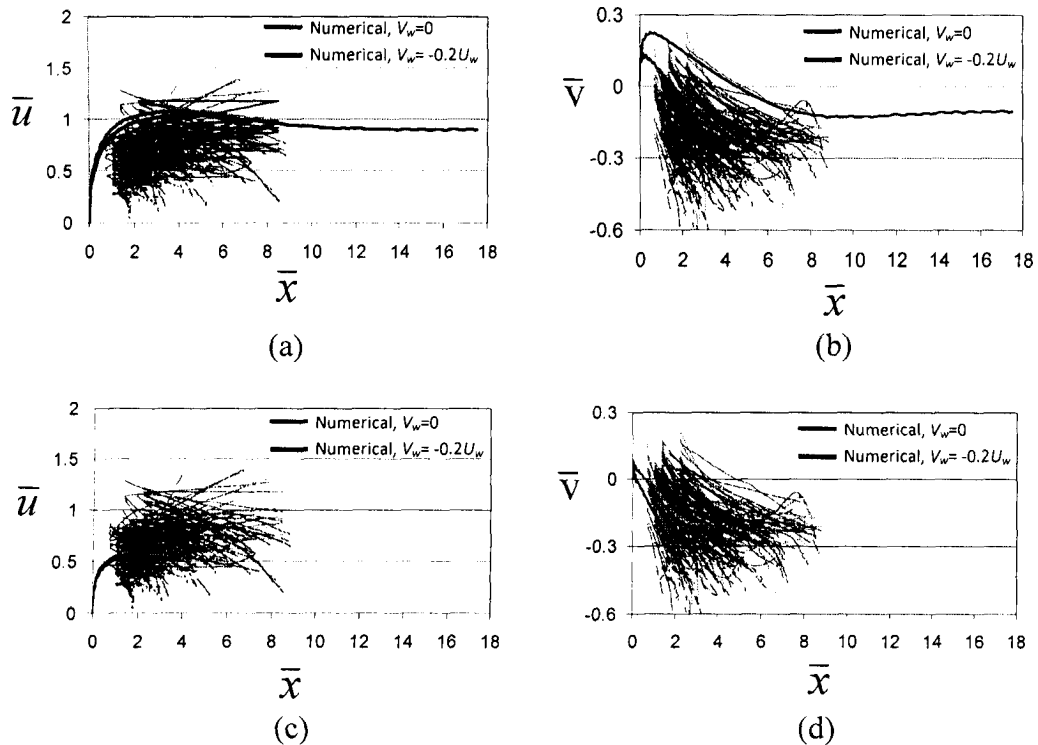 2
Numerical, Vw=0
Numerical, Vw= -0.2Uw
1.5
u̅
1
0.5
0
0 2 4 6 8 10 12 14 16 18
x̅
(a)
0.3
Numerical, Vw=0
Numerical, Vw= -0.2Uw
v̅
0
-0.3
-0.6
0 2 4 6 8 10 12 14 16 18
x̅
(b)
2
Numerical, Vw=0
Numerical, Vw= -0.2Uw
1.5
u̅
1
0.5
0
0 2 4 6 8 10 12 14 16 18
x̅
(c)
0.3
Numerical, Vw=0
Numerical, Vw= -0.2Uw
v̅
0
-0.3
-0.6
0 2 4 6 8 10 12 14 16 18
x̅
(d)